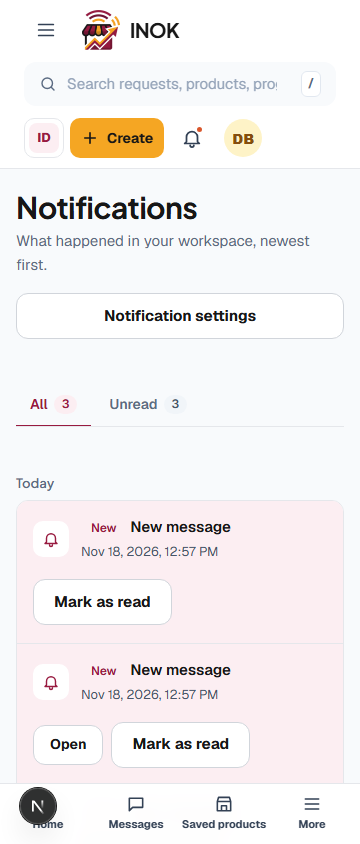 INOK
Search requests, products, pro
/
ID
+ Create
DB
Notifications
What happened in your workspace, newest
first.
Notification settings
All 3
Unread 3
Today
New New message
Nov 18, 2026, 12:57 PM
Mark as read
New New message
Nov 18, 2026, 12:57 PM
Open
Mark as read
N
Home
Messages
Saved products
More